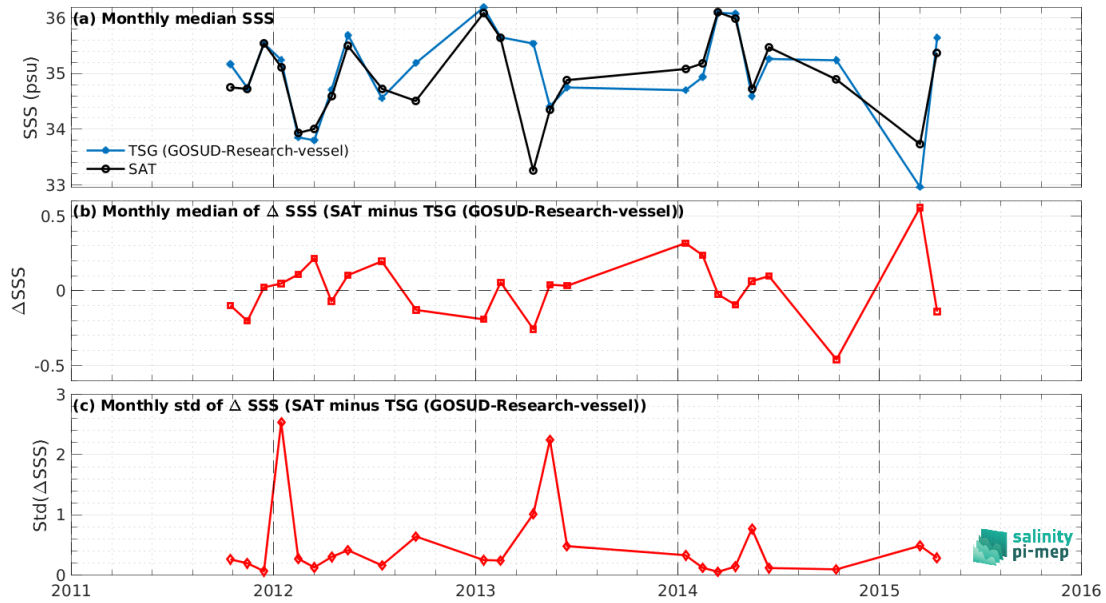 (a) Monthly median SSS
36
35
34
33
SSS (psu)
TSG (GOSUD-Research-vessel)
SAT
(b) Monthly median of Δ SSS (SAT minus TSG (GOSUD-Research-vessel))
0.5
0
-0.5
ΔSSS
(c) Monthly std of Δ SSS (SAT minus TSG (GOSUD-Research-vessel))
3
2
1
0
Std(ΔSSS)
salinity
pi-mep
2011 2012 2013 2014 2015 2016